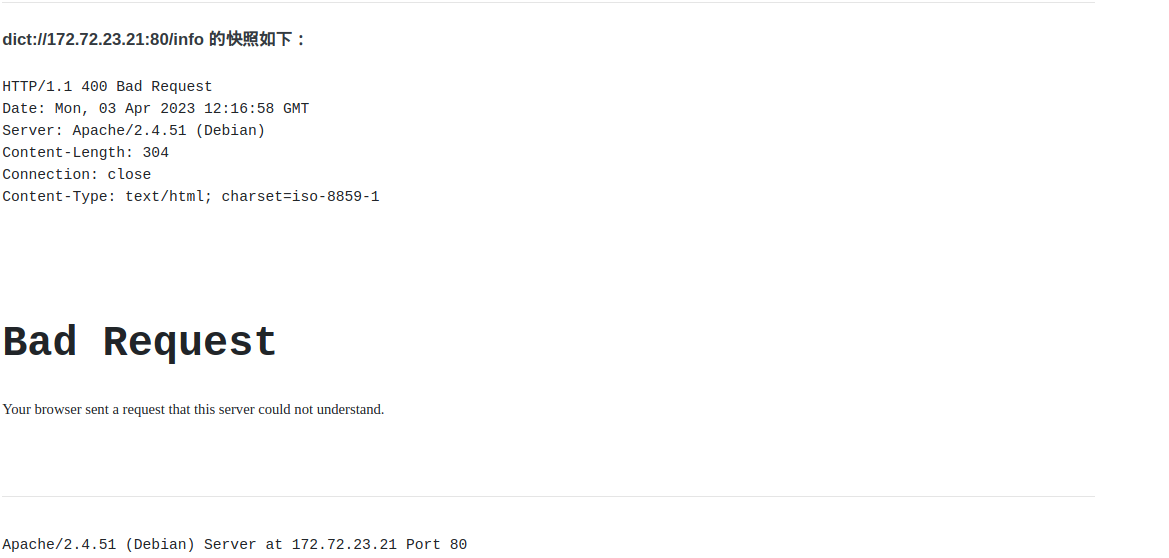 dict://172.72.23.21:80/info 的快照如下：
HTTP/1.1 400 Bad Request
Date: Mon, 03 Apr 2023 12:16:58 GMT
Server: Apache/2.4.51 (Debian)
Content-Length: 304
Connection: close
Content-Type: text/html; charset=iso-8859-1
Bad Request
Your browser sent a request that this server could not understand.
Apache/2.4.51 (Debian) Server at 172.72.23.21 Port 80